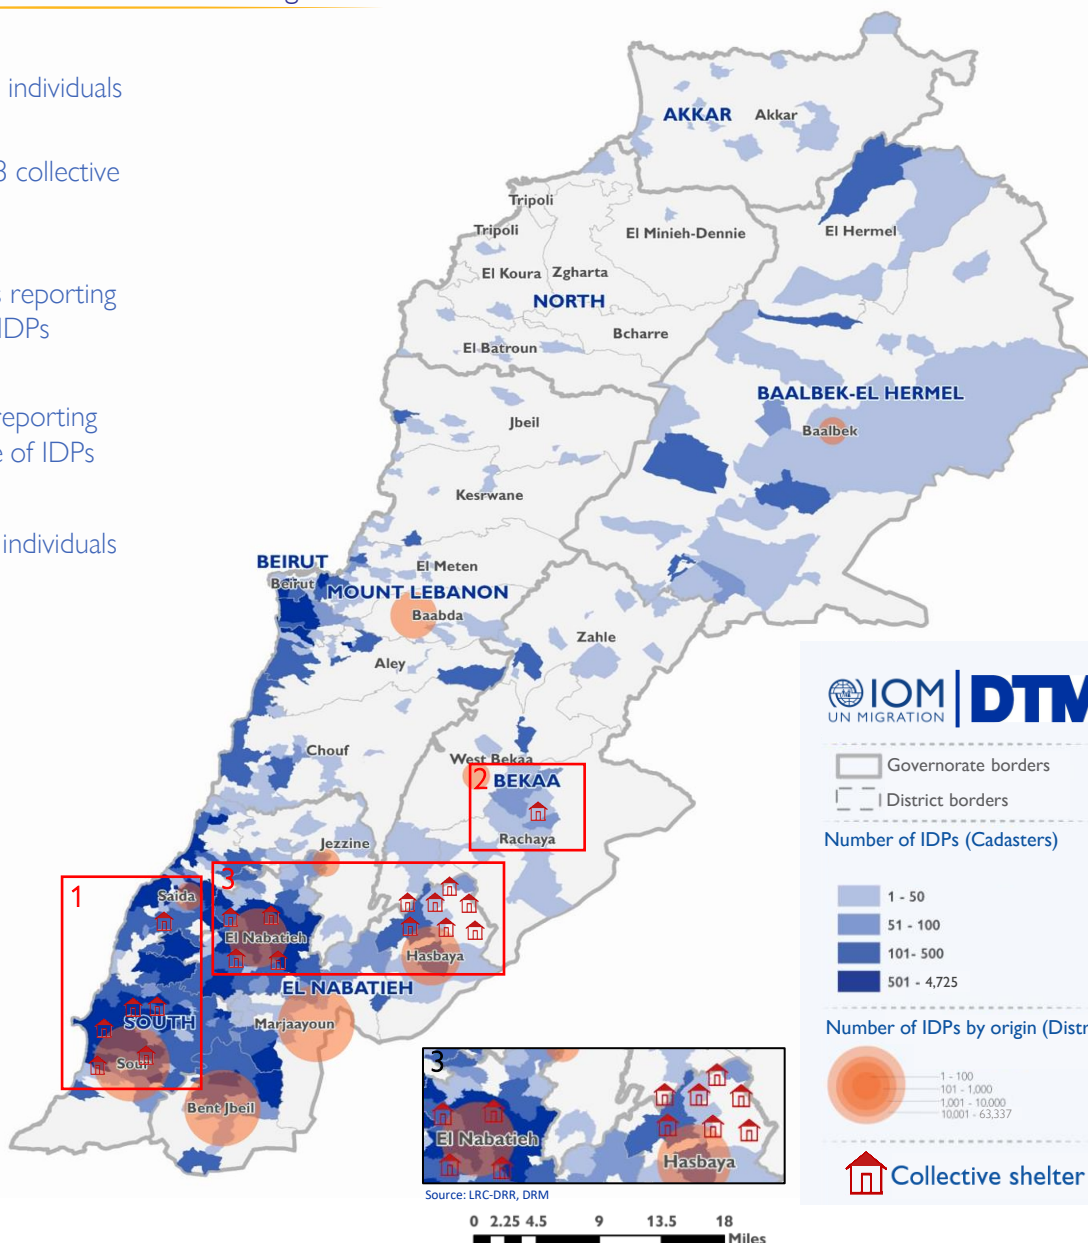 individuals
3 collective
reporting
IDPs
reporting
e of IDPs
individuals
AKKAR
Akkar
Tripoli
Tripoli
El Minieh-Dennie
El Hermel
El Koura
Zgharta
NORTH
Bcharre
El Batroun
BAALBEK-EL HERMEL
Baalbek
Jbeil
Kesrwane
BEIRUT
Beirut
El Meten
MOUNT LEBANON
Baabda
Zahle
Aley
Chouf
West Bekaa
2
BEKAA
Rachaya
Jezzine
1
3
Saida
El Nabatieh
Hasbaya
EL NABATIEH
SOUTH
Marjaayoun
Sour
Bent Jbeil
3
El Nabatieh
Hasbaya
Source: LRC-DRR, DRM
0 2.25 4.5 9 13.5 18
Miles
IOM
UN MIGRATION
DTM
Governorate borders
District borders
Number of IDPs (Cadasters)
1 - 50
51 - 100
101- 500
501 - 4,725
Number of IDPs by origin (Distri
1 - 100
101 - 1,000
1,001 - 10,000
10,001 - 63,337
Collective shelter